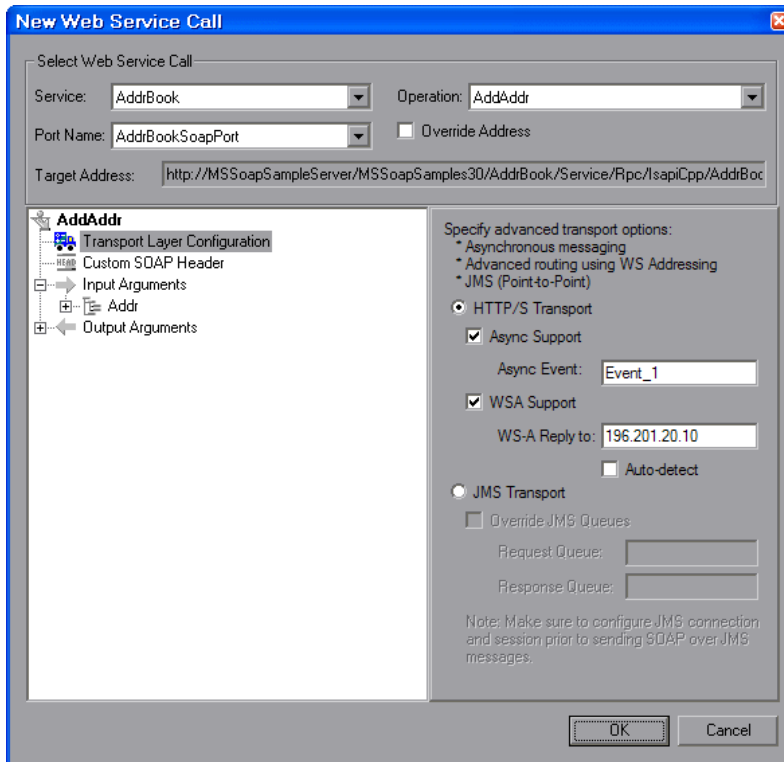 New Web Service Call
Select Web Service Call
Service: AddrBook Operation: AddAddr
Port Name: AddrBookSoapPort Override Address
Target Address: http://MSSoapSampleServer/MSSoapSamples30/AddrBook/Service/Rpc/IsapiCpp/AddrBoc
AddAddr
Transport Layer Configuration
HEAD Custom SOAP Header
Input Arguments
Addr
Output Arguments
Specify advanced transport options:
* Asynchronous messaging
* Advanced routing using WS Addressing
* JMS (Point-to-Point)
HTTP/S Transport
Async Support
Async Event: Event_1
WSA Support
WS-A Reply to: 196.201.20.10
Auto-detect
JMS Transport
Override JMS Queues
Request Queue:
Response Queue:
Note: Make sure to configure JMS connection
and session prior to sending SOAP over JMS
messages.
OK Cancel